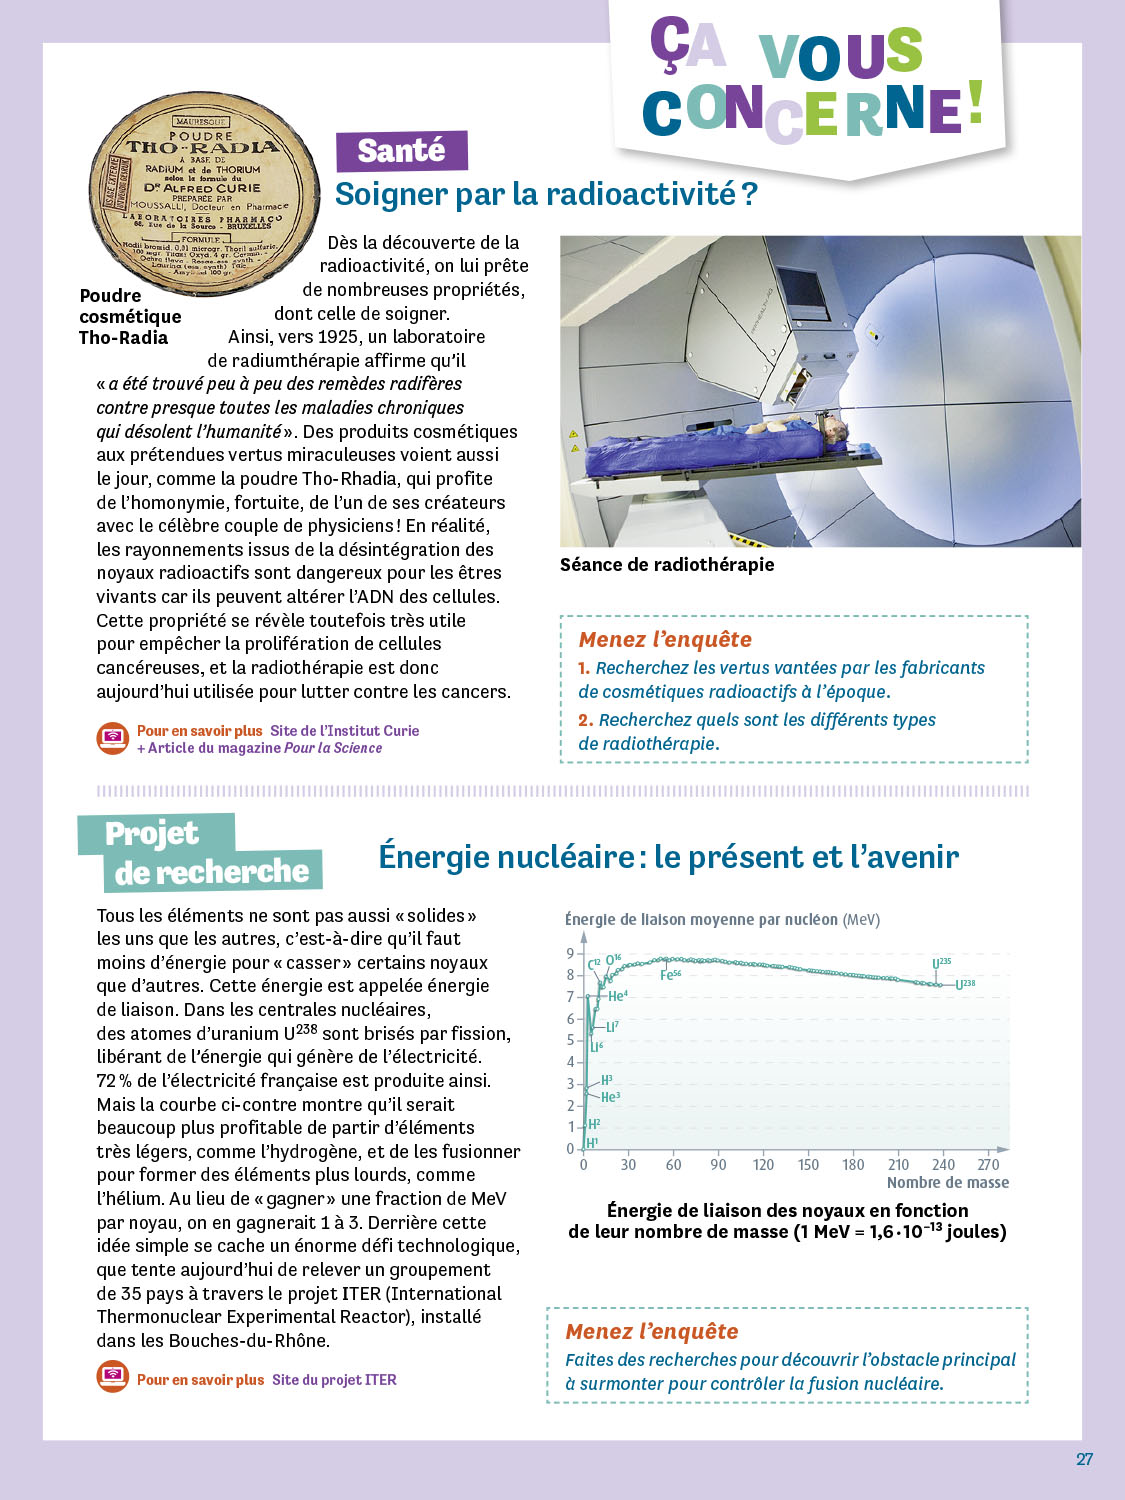 ÇA VOUS
CONCERNE!
MAURESQUE
POUDRE
THO-RADIA
A BASE DE
RADIUM et de THORIUM
selon la formule du
DR ALFRED CURIE
PREPARÉE PAR
MOUSSALLI, Docteur en Pharmacie
LABORATOIRES PHARMACO
68, Rue de la Source - BRUXELLES
FORMULE
USAGE EXTERNE
Poudre
cosmétique
Tho-Radia
Santé
Soigner par la radioactivité ?
Dès la découverte de la
radioactivité, on lui prête
de nombreuses propriétés,
dont celle de soigner.
Ainsi, vers 1925, un laboratoire
de radiumthérapie affirme qu'il
« a été trouvé peu à peu des remèdes radifères
contre presque toutes les maladies chroniques
qui désolent l'humanité ». Des produits cosmétiques
aux prétendues vertus miraculeuses voient aussi
le jour, comme la poudre Tho-Rhadia, qui profite
de l'homonymie, fortuite, de l'un de ses créateurs
avec le célèbre couple de physiciens ! En réalité,
les rayonnements issus de la désintégration des
noyaux radioactifs sont dangereux pour les êtres
vivants car ils peuvent altérer l'ADN des cellules.
Cette propriété se révèle toutefois très utile
pour empêcher la prolifération de cellules
cancéreuses, et la radiothérapie est donc
aujourd'hui utilisée pour lutter contre les cancers.
Pour en savoir plus Site de l'Institut Curie
+ Article du magazine Pour la Science
Séance de radiothérapie
Menez l'enquête
1. Recherchez les vertus vantées par les fabricants
de cosmétiques radioactifs à l'époque.
2. Recherchez quels sont les différents types
de radiothérapie.
Projet
de recherche
Énergie nucléaire : le présent et l'avenir
Tous les éléments ne sont pas aussi « solides »
les uns que les autres, c'est-à-dire qu'il faut
moins d'énergie pour « casser » certains noyaux
que d'autres. Cette énergie est appelée énergie
de liaison. Dans les centrales nucléaires,
des atomes d'uranium U²³⁸ sont brisés par fission,
libérant de l'énergie qui génère de l'électricité.
72 % de l'électricité française est produite ainsi.
Mais la courbe ci-contre montre qu'il serait
beaucoup plus profitable de partir d'éléments
très légers, comme l'hydrogène, et de les fusionner
pour former des éléments plus lourds, comme
l'hélium. Au lieu de « gagner » une fraction de MeV
par noyau, on en gagnerait 1 à 3. Derrière cette
idée simple se cache un énorme défi technologique,
que tente aujourd'hui de relever un groupement
de 35 pays à travers le projet ITER (International
Thermonuclear Experimental Reactor), installé
dans les Bouches-du-Rhône.
Pour en savoir plus Site du projet ITER
Énergie de liaison moyenne par nucléon (MeV)
9
8
7
6
5
4
3
2
1
0
C¹² O¹⁶
Fe⁵⁶
U²³⁵
U²³⁸
He⁴
Li⁷
Li⁶
H³
He³
H²
H¹
0 30 60 90 120 150 180 210 240 270
Nombre de masse
Énergie de liaison des noyaux en fonction
de leur nombre de masse (1 MeV = 1,6·10⁻¹³ joules)
Menez l'enquête
Faites des recherches pour découvrir l'obstacle principal
à surmonter pour contrôler la fusion nucléaire.
27